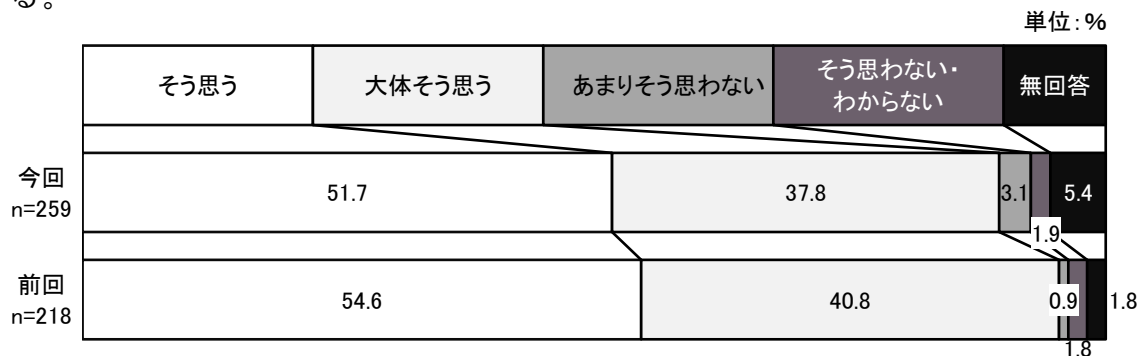 る。
単位:%
そう思う
大体そう思う
あまりそう思わない
そう思わない・
わからない
無回答
今回
n=259
51.7
37.8
3.1
1.9
5.4
前回
n=218
54.6
40.8
0.9
1.8
1.8